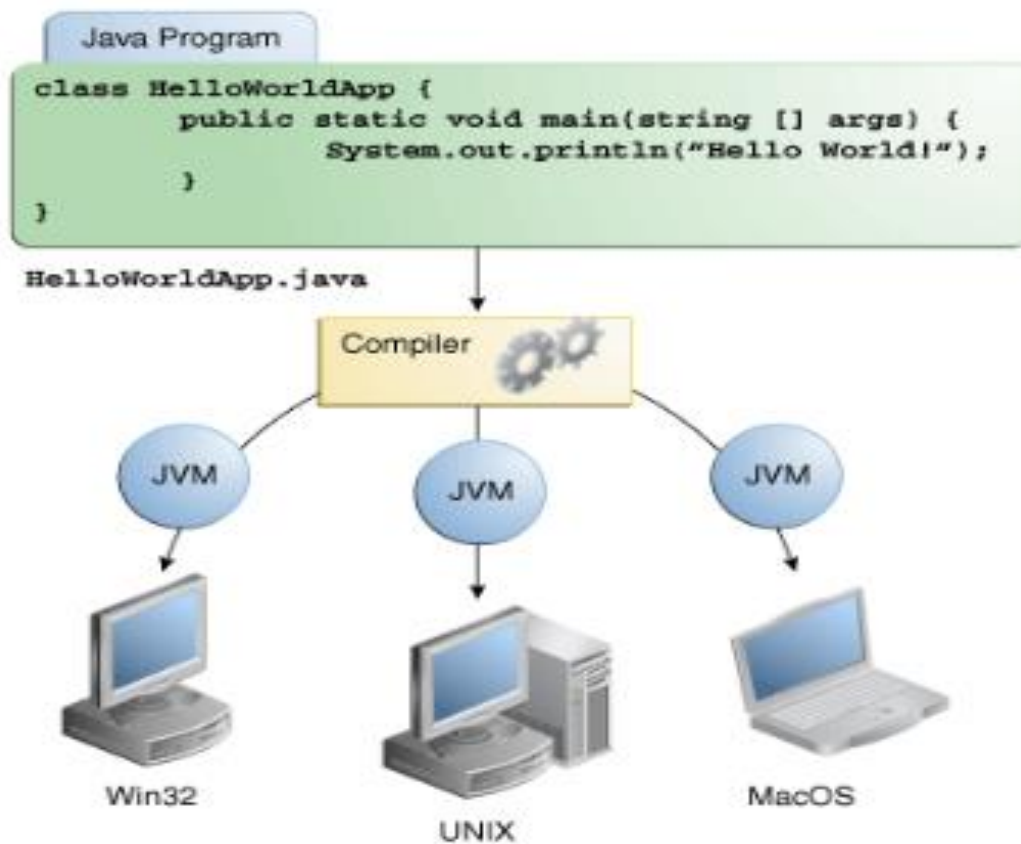 Java Program
class HelloWorldApp {
public static void main(string [] args) {
System.out.println("Hello World!");
}
}
HelloWorldApp.java
Compiler
JVM
JVM
JVM
Win32
UNIX
MacOS